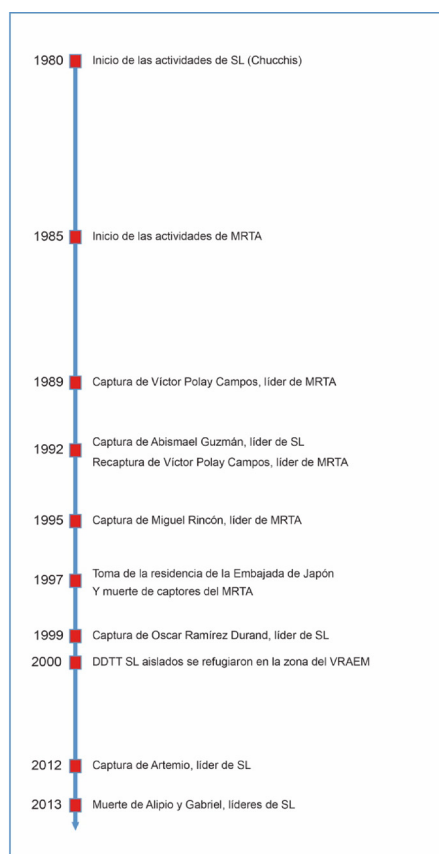 1980 Inicio de las actividades de SL (Chucchis)
1985 Inicio de las actividades de MRTA
1989 Captura de Víctor Polay Campos, líder de MRTA
1992 Captura de Abismael Guzmán, líder de SL
Recaptura de Víctor Polay Campos, líder de MRTA
1995 Captura de Miguel Rincón, líder de MRTA
1997 Toma de la residencia de la Embajada de Japón
Y muerte de captores del MRTA
1999 Captura de Oscar Ramírez Durand, líder de SL
2000 DDTT SL aislados se refugiaron en la zona del VRAEM
2012 Captura de Artemio, líder de SL
2013 Muerte de Alipio y Gabriel, líderes de SL